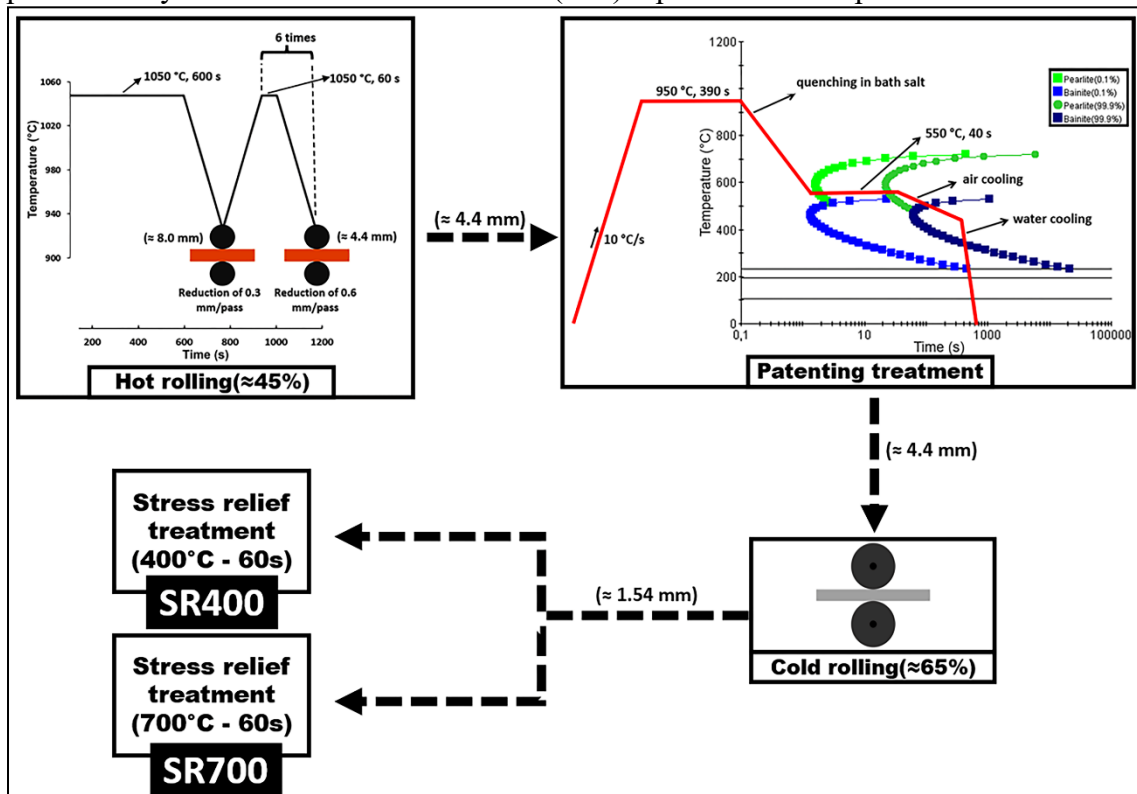 6 times
1050 °C, 600 s
1050 °C, 60 s
1060
1020
980
940
900
Temperature (°C)
(≈ 8.0 mm)
(≈ 4.4 mm)
Reduction of 0.3
mm/pass
Reduction of 0.6
mm/pass
200
400
600
800
1000
1200
Time (s)
Hot rolling(≈45%)
(≈ 4.4 mm)
1200
1000
800
600
400
200
0
Temperature (°C)
10 °C/s
950 °C, 390 s
quenching in bath salt
550 °C, 40 s
air cooling
water cooling
Pearlite(0.1%)
Bainite(0.1%)
Pearlite(99.9%)
Bainite(99.9%)
0,1
10
1000
100000
Time (s)
Patenting treatment
(≈ 4.4 mm)
Cold rolling(≈65%)
(≈ 1.54 mm)
Stress relief
treatment
(400°C - 60s)
SR400
Stress relief
treatment
(700°C - 60s)
SR700